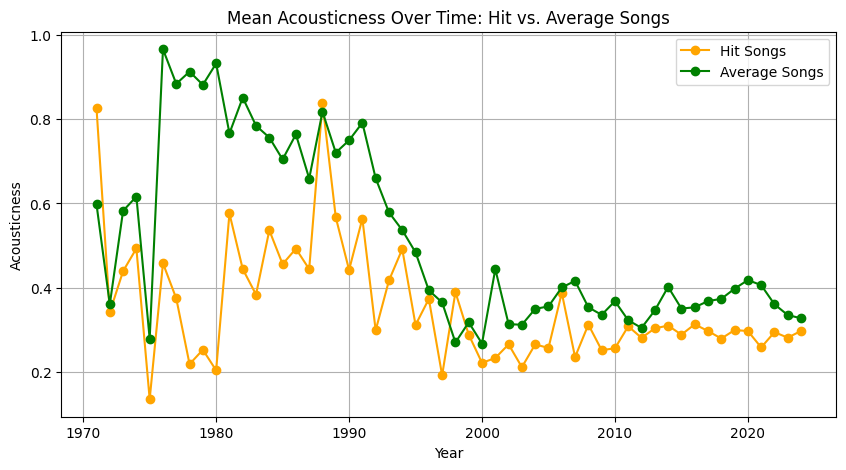 Mean Acousticness Over Time: Hit vs. Average Songs
Hit Songs
Average Songs
Acousticness
1.0
0.8
0.6
0.4
0.2
1970
1980
1990
2000
2010
2020
Year